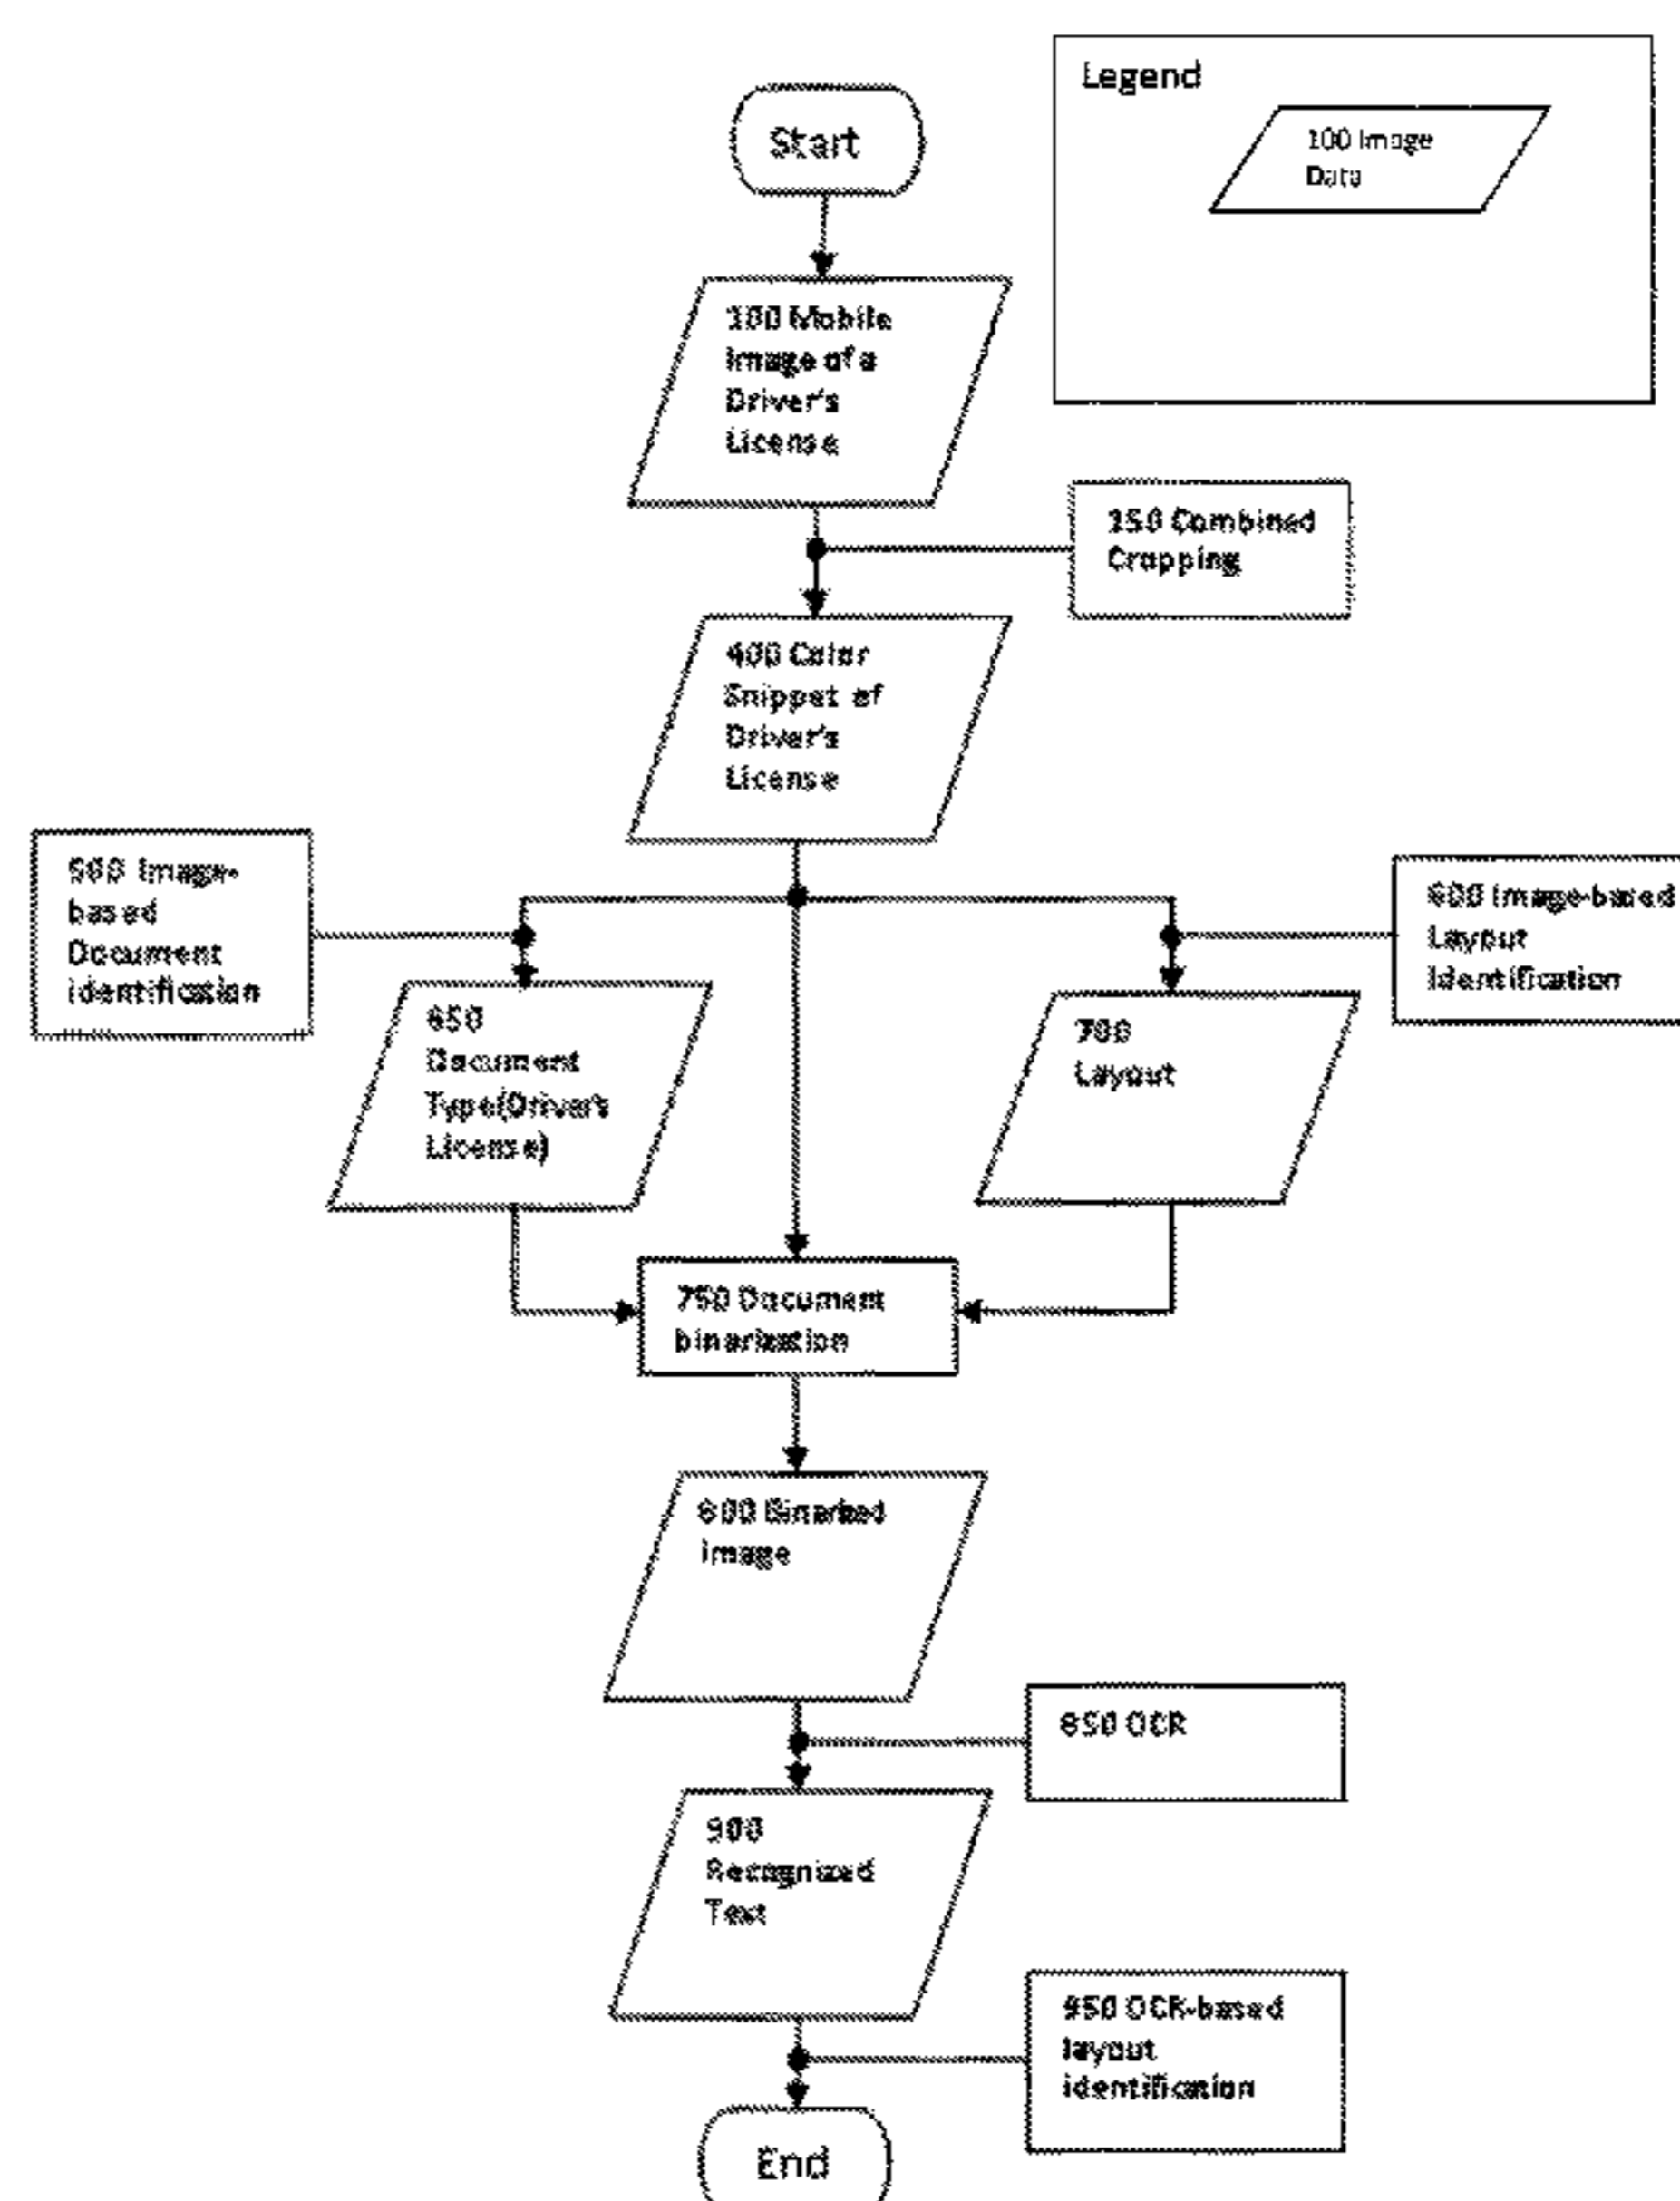 Legend
100 Image
Data
Start
100 Mobile
Image of a
Driver's
License
150 Combined
Cropping
400 Color
Snippet of
Driver's
License
500 Image-
based
Document
identification
600 Image-based
Layout
Identification
650
Document
Type(Driver's
License)
700
Layout
750 Document
binarization
800 Binarized
image
850 OCR
900
Recognized
Text
950 OCR-based
layout
identification
End